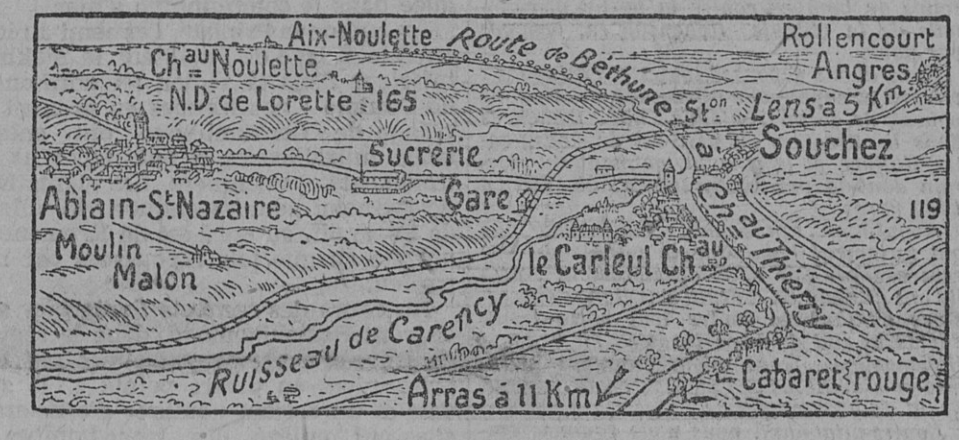 Aix-Noulette
Route de Béthune à Chau Thierry
Rollencourt
Chau Noulette
Angres
N.D. de Lorette 165
Ston
Lens à 5 Km.
Sucrerie
Souchez
Ablain-St Nazaire
Gare
119
Moulin
Malon
le Carleul Chau
Ruisseau de Carency
Arras à 11 Km
Cabaret rouge